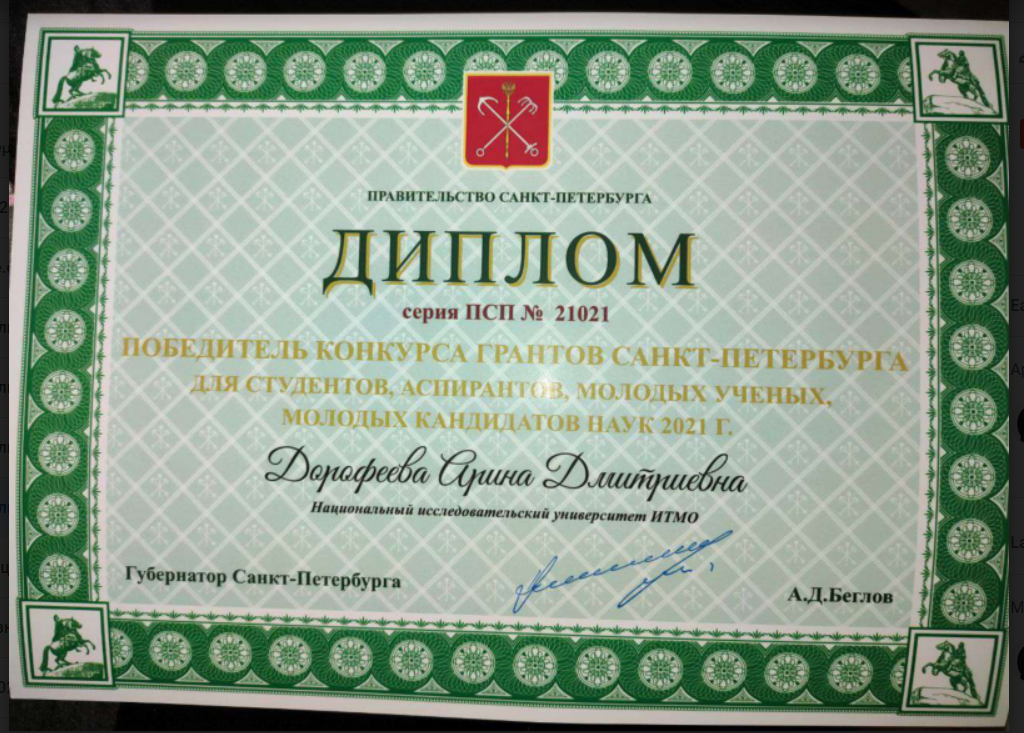 ПРАВИТЕЛЬСТВО САНКТ-ПЕТЕРБУРГА
ДИПЛОМ
серия ПСП № 21021
ПОБЕДИТЕЛЬ КОНКУРСА ГРАНТОВ САНКТ-ПЕТЕРБУРГА
ДЛЯ СТУДЕНТОВ, АСПИРАНТОВ, МОЛОДЫХ УЧЕНЫХ,
МОЛОДЫХ КАНДИДАТОВ НАУК 2021 Г.
Дорофеева Арина Дмитриевна
Национальный исследовательский университет ИТМО
Губернатор Санкт-Петербурга
А.Д.Беглов